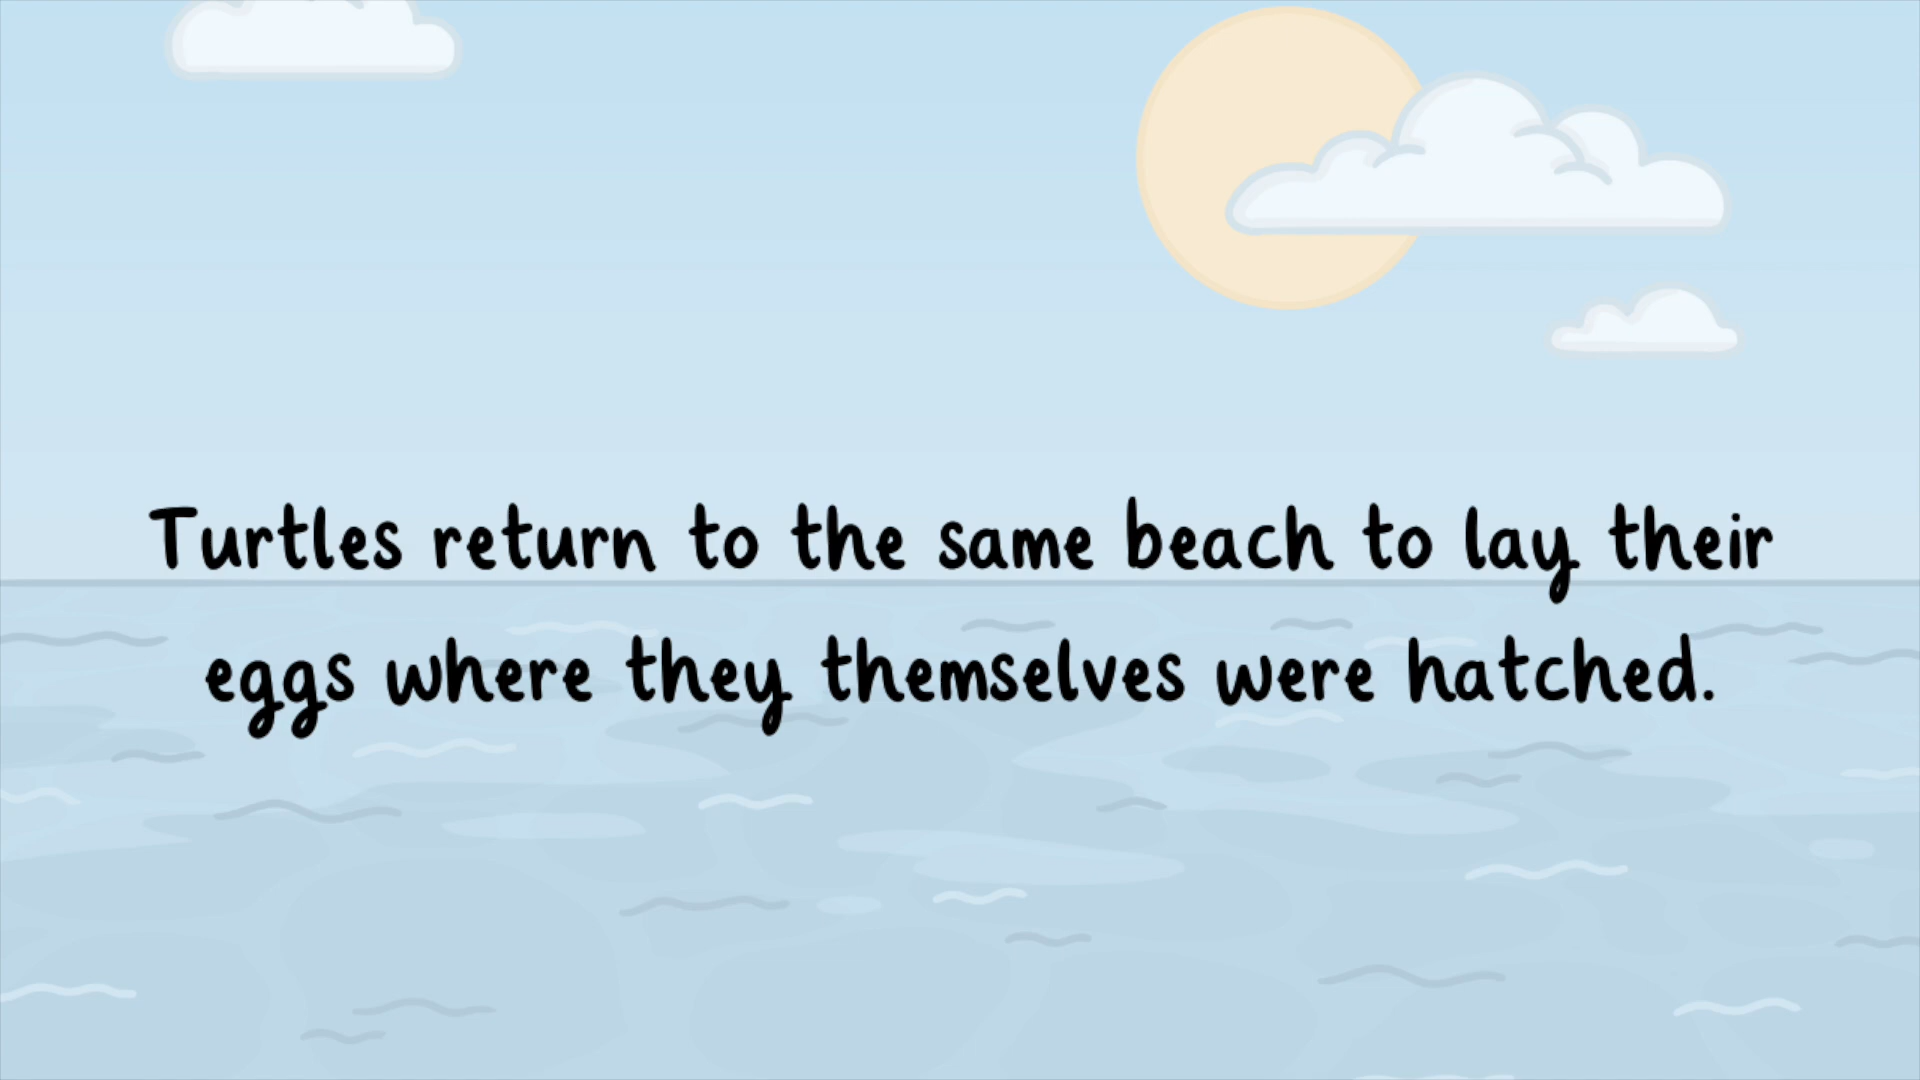 Turtles return to the same beach to lay their
eggs where they themselves were hatched.